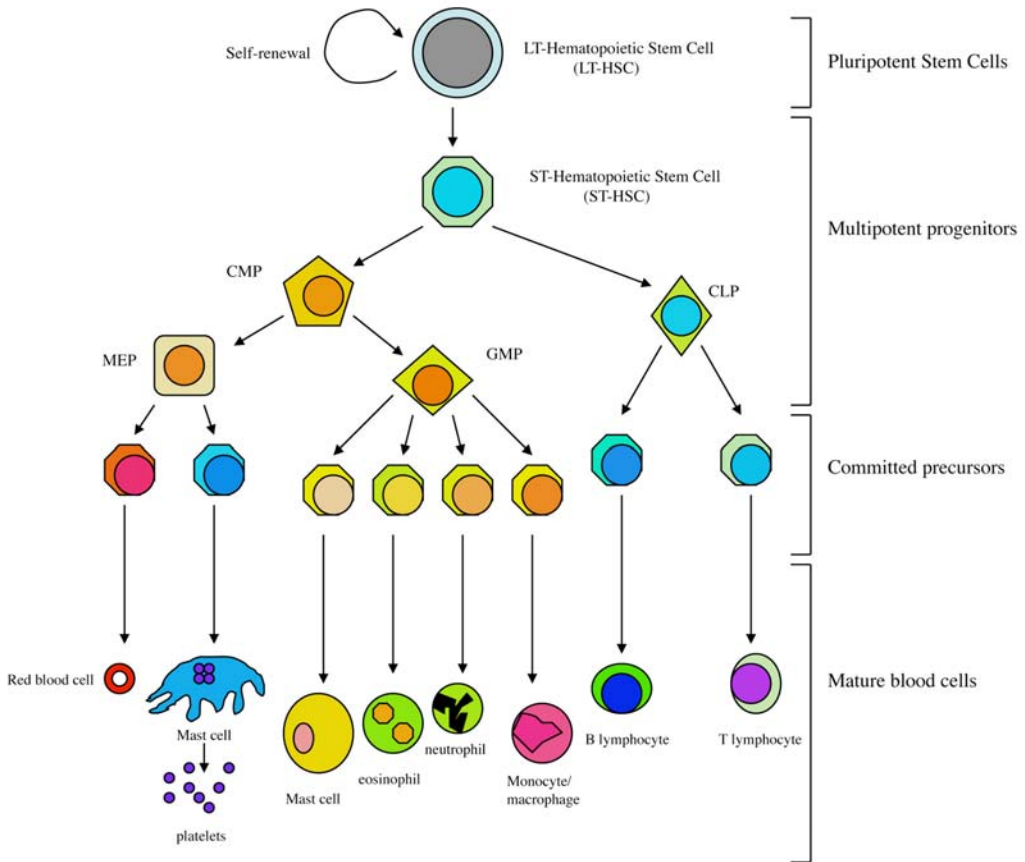 Self-renewal
LT-Hematopoietic Stem Cell
(LT-HSC)
Pluripotent Stem Cells
ST-Hematopoietic Stem Cell
(ST-HSC)
Multipotent progenitors
CMP
CLP
MEP
GMP
Committed precursors
Red blood cell
Mast cell
platelets
Mast cell
eosinophil
neutrophil
Monocyte/
macrophage
B lymphocyte
T lymphocyte
Mature blood cells